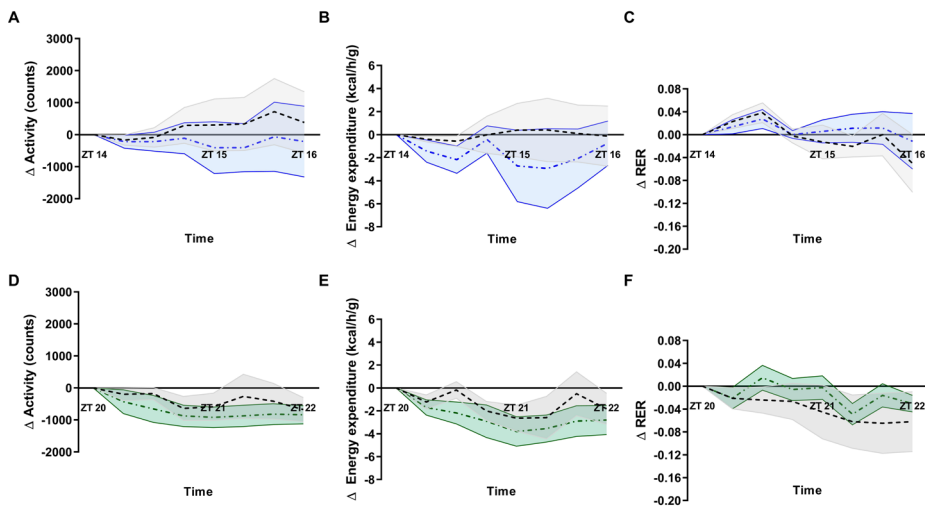 A
Δ Activity (counts)
3000
2000
1000
0
-1000
-2000
ZT 14
ZT 15
ZT 16
Time
B
Δ Energy expenditure (kcal/h/g)
6
4
2
0
-2
-4
-6
-8
ZT 14
ZT 15
ZT 16
Time
C
Δ RER
0.08
0.04
0.00
-0.04
-0.08
-0.12
-0.16
-0.20
ZT 14
ZT 15
ZT 16
Time
D
Δ Activity (counts)
3000
2000
1000
0
-1000
-2000
ZT 20
ZT 21
ZT 22
Time
E
Δ Energy expenditure (kcal/h/g)
6
4
2
0
-2
-4
-6
-8
ZT 20
ZT 21
ZT 22
Time
F
Δ RER
0.08
0.04
0.00
-0.04
-0.08
-0.12
-0.16
-0.20
ZT 20
ZT 21
ZT 22
Time